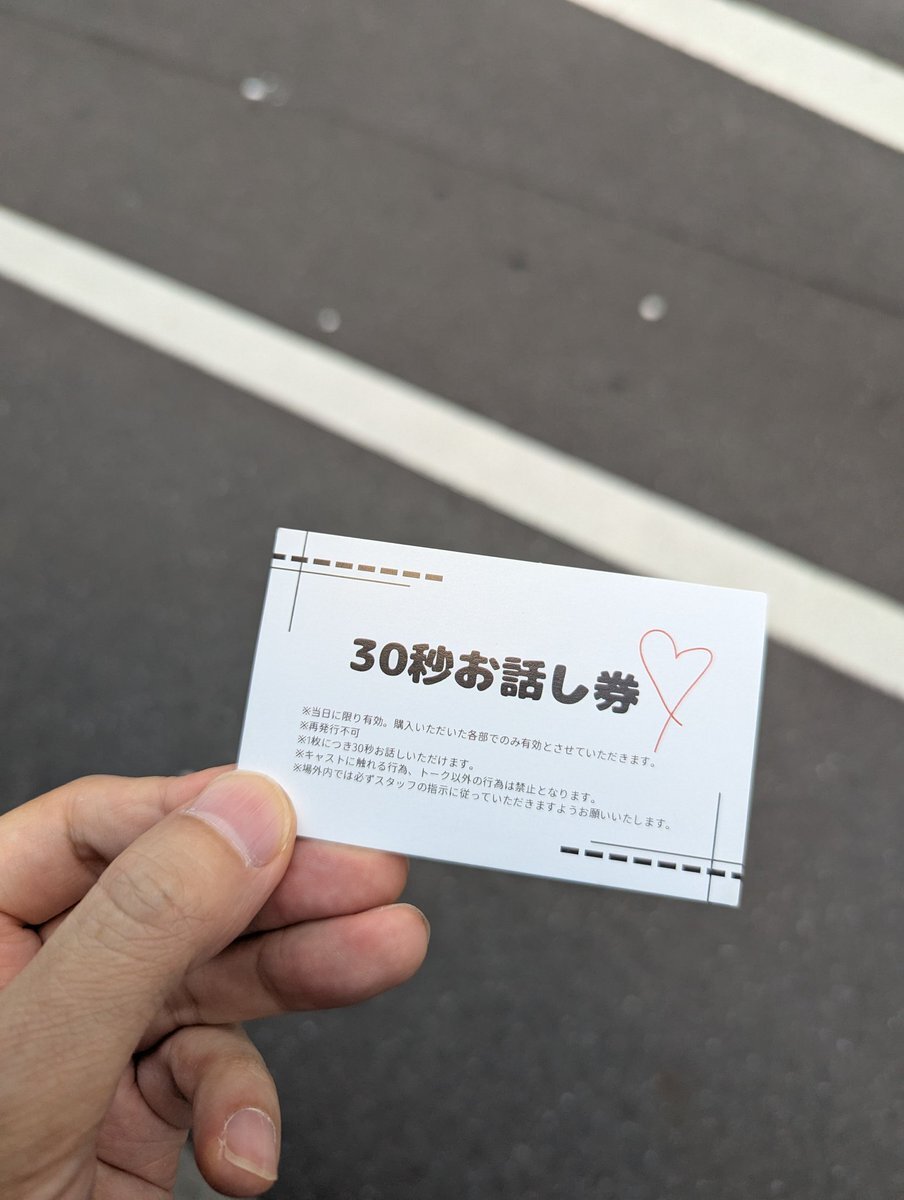 30秒お話し券
※当日に限り有効。購入いただいた各部でのみ有効とさせていただきます。
※再発行不可
※1枚につき30秒お話しいただけます。
※キャストに触れる行為、トーク以外の行為は禁止となります。
※場外内では必ずスタッフの指示に従っていただきますようお願いいたします。